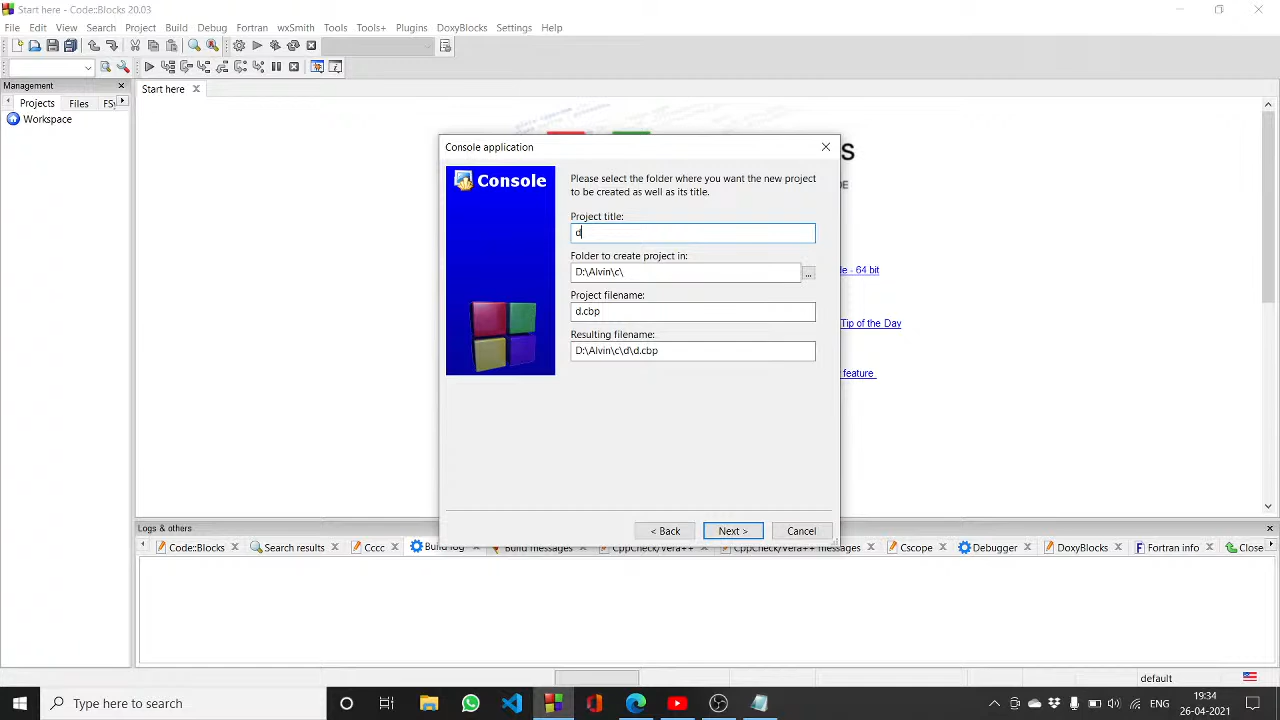 Start here - Code::Blocks 20.03
File Edit View Search Project Build Debug Fortran wxSmith Tools Tools+ Plugins DoxyBlocks Settings Help
Management
Start here
Projects Files FSy
Workspace
Console application
Console
Please select the folder where you want the new project
to be created as well as its title.
Project title:
d
Folder to create project in:
D:\Alvin\c\
...
Project filename:
d.cbp
Resulting filename:
D:\Alvin\c\d\d.cbp
< Back Next > Cancel
S
DE
de - 64 bit
Tip of the Day
feature
Logs & others
Code::Blocks Search results Cccc Build log Build messages CppCheck/Vera++ CppCheck/Vera++ messages Cscope Debugger DoxyBlocks Fortran info Close
default
Type here to search
ENG
19:34
26-04-2021